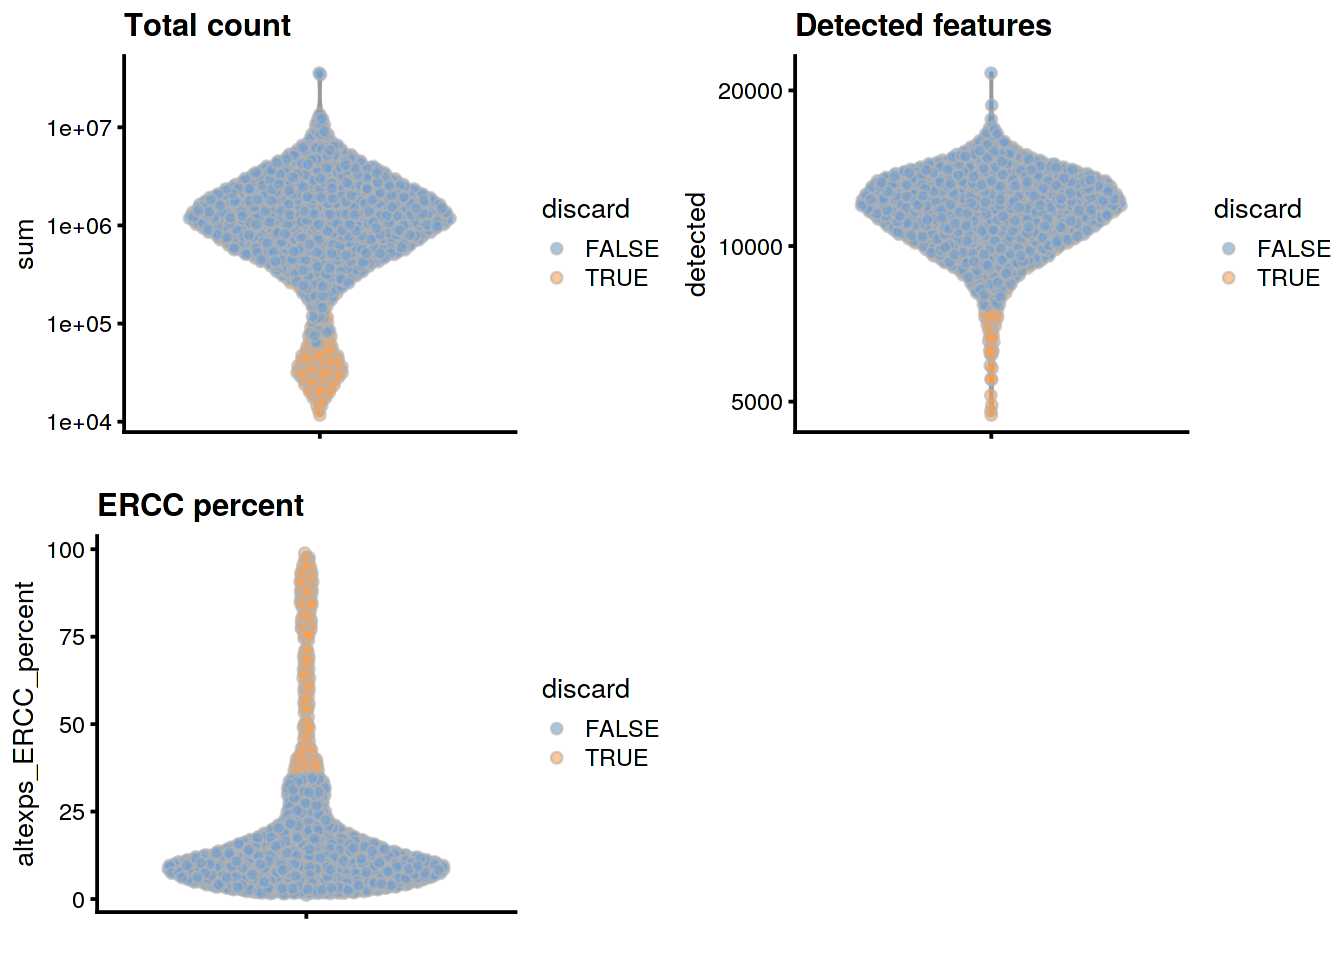 Total count
sum
1e+07
1e+06
1e+05
1e+04
discard
FALSE
TRUE
Detected features
detected
20000
10000
5000
discard
FALSE
TRUE
ERCC percent
altexps_ERCC_percent
100
75
50
25
0
discard
FALSE
TRUE